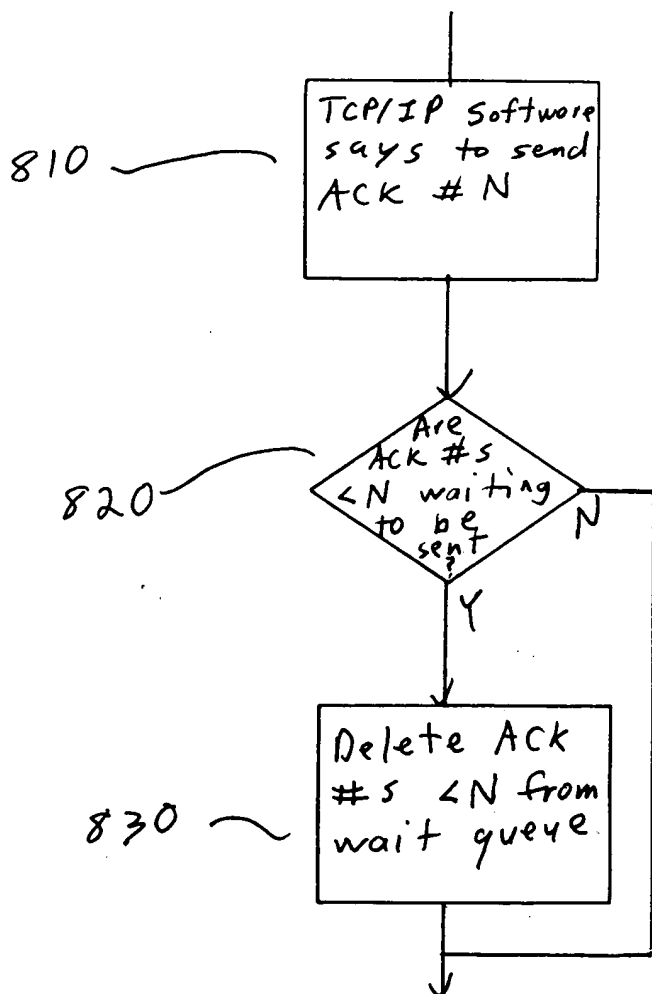 TCP/IP Software
says to send
ACK # N
810
Are
ACK #s
<N waiting
to be
sent
?
820
N
Y
Delete ACK
#s <N from
wait queue
830